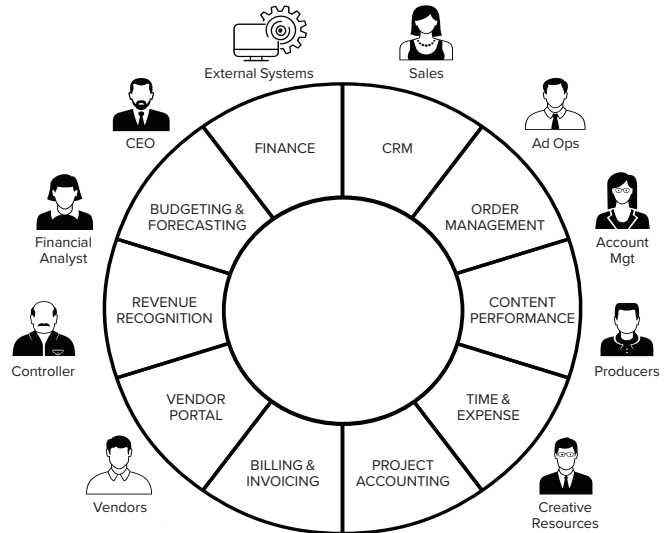 External Systems
Sales
CEO
Ad Ops
FINANCE
CRM
BUDGETING &
FORECASTING
ORDER
MANAGEMENT
Financial
Analyst
Account
Mgt
REVENUE
RECOGNITION
CONTENT
PERFORMANCE
Controller
Producers
VENDOR
PORTAL
TIME &
EXPENSE
BILLING &
INVOICING
PROJECT
ACCOUNTING
Vendors
Creative
Resources